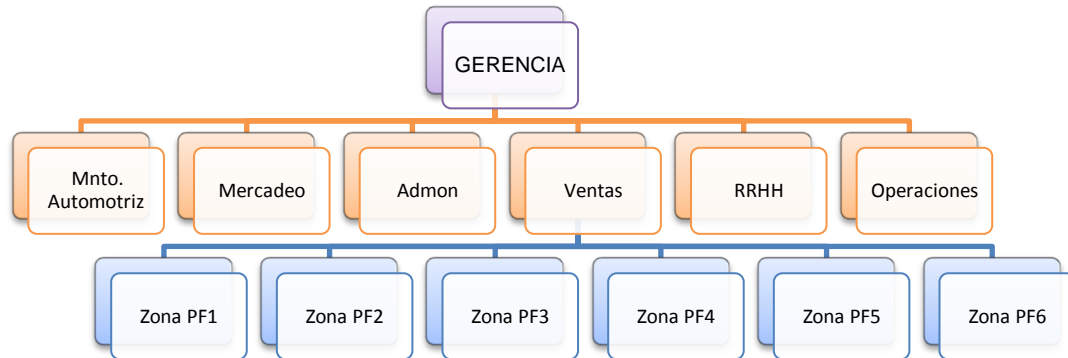 GERENCIA
Mnto.
Automotriz
Mercadeo
Admon
Ventas
RRHH
Operaciones
Zona PF1
Zona PF2
Zona PF3
Zona PF4
Zona PF5
Zona PF6